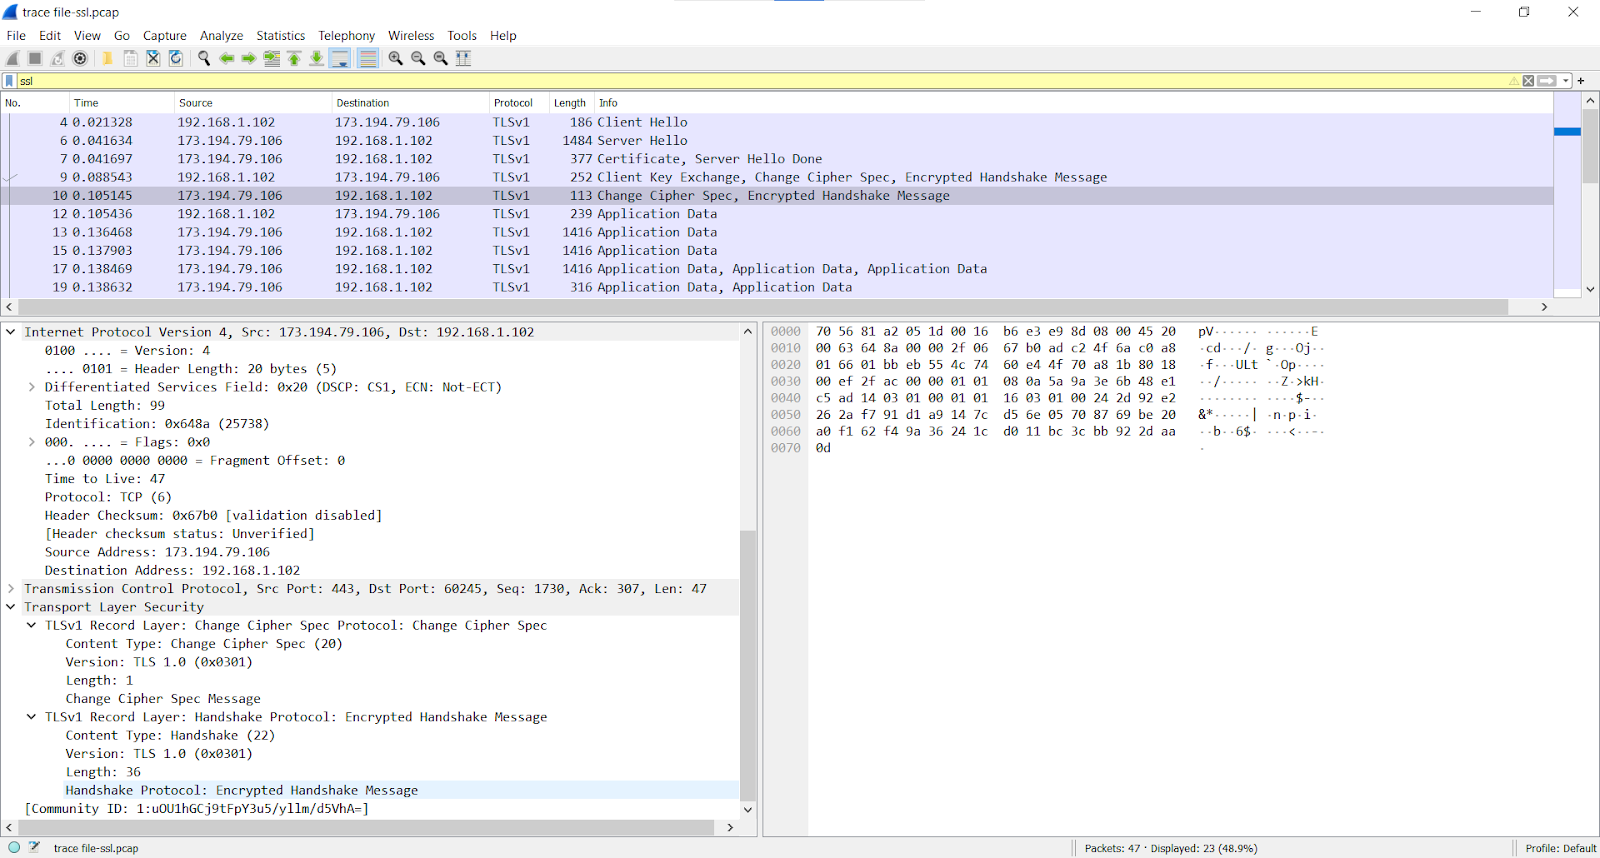 trace file-ssl.pcap
File Edit View Go Capture Analyze Statistics Telephony Wireless Tools Help
ssl
No. Time Source Destination Protocol Length Info
4 0.021328 192.168.1.102 173.194.79.106 TLSv1 186 Client Hello
6 0.041634 173.194.79.106 192.168.1.102 TLSv1 1484 Server Hello
7 0.041697 173.194.79.106 192.168.1.102 TLSv1 377 Certificate, Server Hello Done
9 0.088543 192.168.1.102 173.194.79.106 TLSv1 252 Client Key Exchange, Change Cipher Spec, Encrypted Handshake Message
10 0.105145 173.194.79.106 192.168.1.102 TLSv1 113 Change Cipher Spec, Encrypted Handshake Message
12 0.105436 192.168.1.102 173.194.79.106 TLSv1 239 Application Data
13 0.136468 173.194.79.106 192.168.1.102 TLSv1 1416 Application Data
15 0.137903 173.194.79.106 192.168.1.102 TLSv1 1416 Application Data
17 0.138469 173.194.79.106 192.168.1.102 TLSv1 1416 Application Data, Application Data, Application Data
19 0.138632 173.194.79.106 192.168.1.102 TLSv1 316 Application Data, Application Data
Internet Protocol Version 4, Src: 173.194.79.106, Dst: 192.168.1.102
0100 .... = Version: 4
.... 0101 = Header Length: 20 bytes (5)
Differentiated Services Field: 0x20 (DSCP: CS1, ECN: Not-ECT)
Total Length: 99
Identification: 0x648a (25738)
000. .... = Flags: 0x0
...0 0000 0000 0000 = Fragment Offset: 0
Time to Live: 47
Protocol: TCP (6)
Header Checksum: 0x67b0 [validation disabled]
[Header checksum status: Unverified]
Source Address: 173.194.79.106
Destination Address: 192.168.1.102
Transmission Control Protocol, Src Port: 443, Dst Port: 60245, Seq: 1730, Ack: 307, Len: 47
Transport Layer Security
TLSv1 Record Layer: Change Cipher Spec Protocol: Change Cipher Spec
Content Type: Change Cipher Spec (20)
Version: TLS 1.0 (0x0301)
Length: 1
Change Cipher Spec Message
TLSv1 Record Layer: Handshake Protocol: Encrypted Handshake Message
Content Type: Handshake (22)
Version: TLS 1.0 (0x0301)
Length: 36
Handshake Protocol: Encrypted Handshake Message
[Community ID: 1:uOU1hGCj9tFpY3u5/yllm/d5VhA=]
0000 70 56 81 a2 05 1d 00 16 b6 e3 e9 8d 08 00 45 20 pV······ ······E
0010 00 63 64 8a 00 00 2f 06 67 b0 ad c2 4f 6a c0 a8 ·cd···/· g···Oj··
0020 01 66 01 bb eb 55 4c 74 60 e4 4f 70 a8 1b 80 18 ·f···ULt `·Op····
0030 00 ef 2f ac 00 00 01 01 08 0a 5a 9a 3e 6b 48 e1 ··/····· ··Z·>kH·
0040 c5 ad 14 03 01 00 01 01 16 03 01 00 24 2d 92 e2 ········ ····$-··
0050 26 2a f7 91 d1 a9 14 7c d5 6e 05 70 87 69 be 20 &*·····| ·n·p·i·
0060 a0 f1 62 f4 9a 36 24 1c d0 11 bc 3c bb 92 2d aa ··b··6$· ···<··-·
0070 0d ·
trace file-ssl.pcap
Packets: 47 · Displayed: 23 (48.9%)
Profile: Default